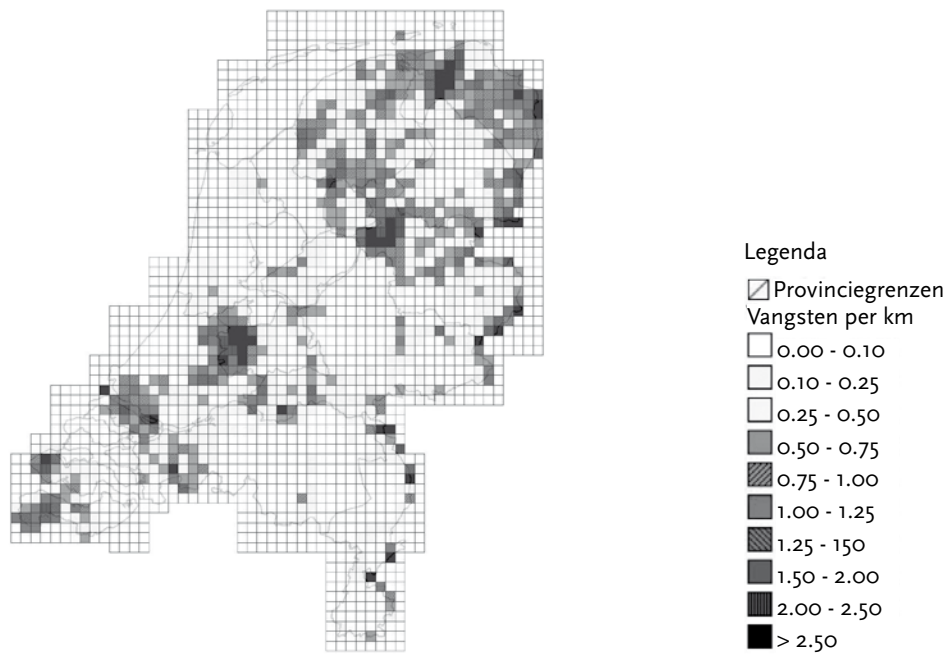 Legenda
Provinciegrenzen
Vangsten per km
0.00 - 0.10
0.10 - 0.25
0.25 - 0.50
0.50 - 0.75
0.75 - 1.00
1.00 - 1.25
1.25 - 150
1.50 - 2.00
2.00 - 2.50
> 2.50